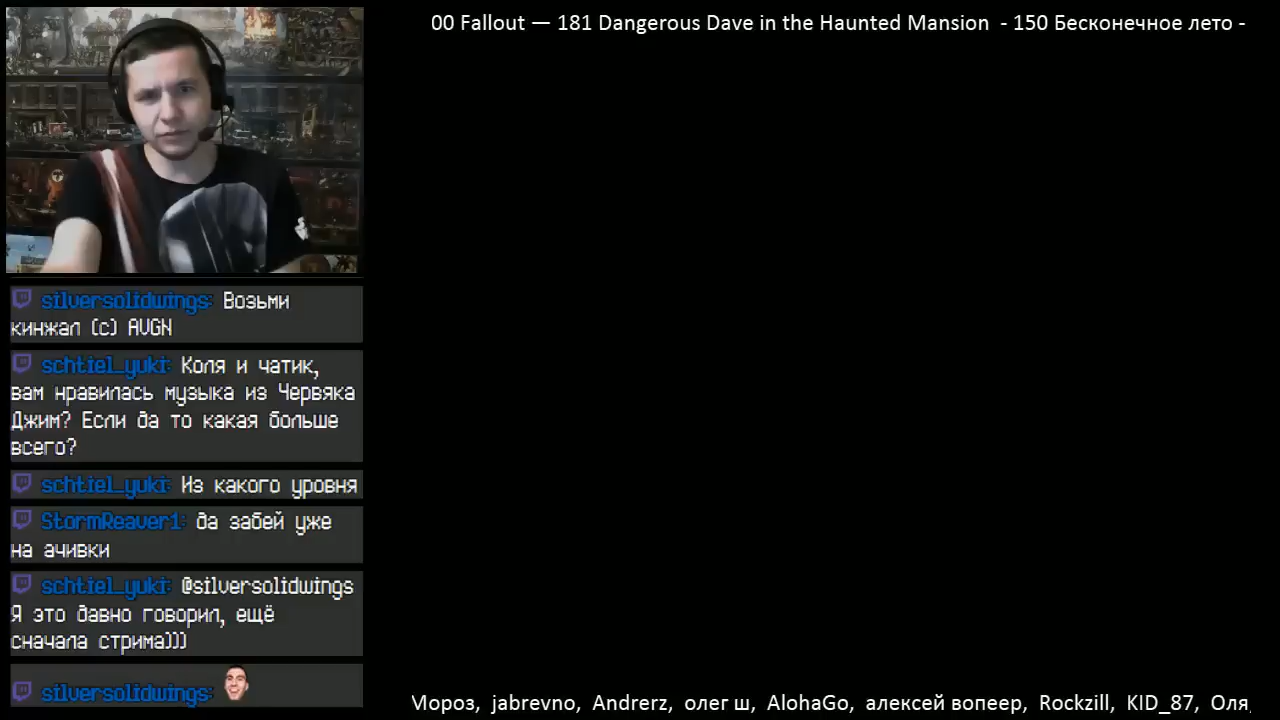 00 Fallout — 181 Dangerous Dave in the Haunted Mansion - 150 Бесконечное лето -
silversolidwings: Возьми
кинжал (c) AVGN
schtiel_yuki: Коля и чатик,
вам нравилась музыка из Червяка
Джим? Если да то какая больше
всего?
schtiel_yuki: Из какого уровня
StormReaver1: да забей уже
на ачивки
schtiel_yuki: @silversolidwings
Я это давно говорил, ещё
сначала стрима)))
silversolidwings:
jabrevno, Andrerz, олег ш, AlohaGo, алексей вопеер, Rockzill, KID_87, Оля